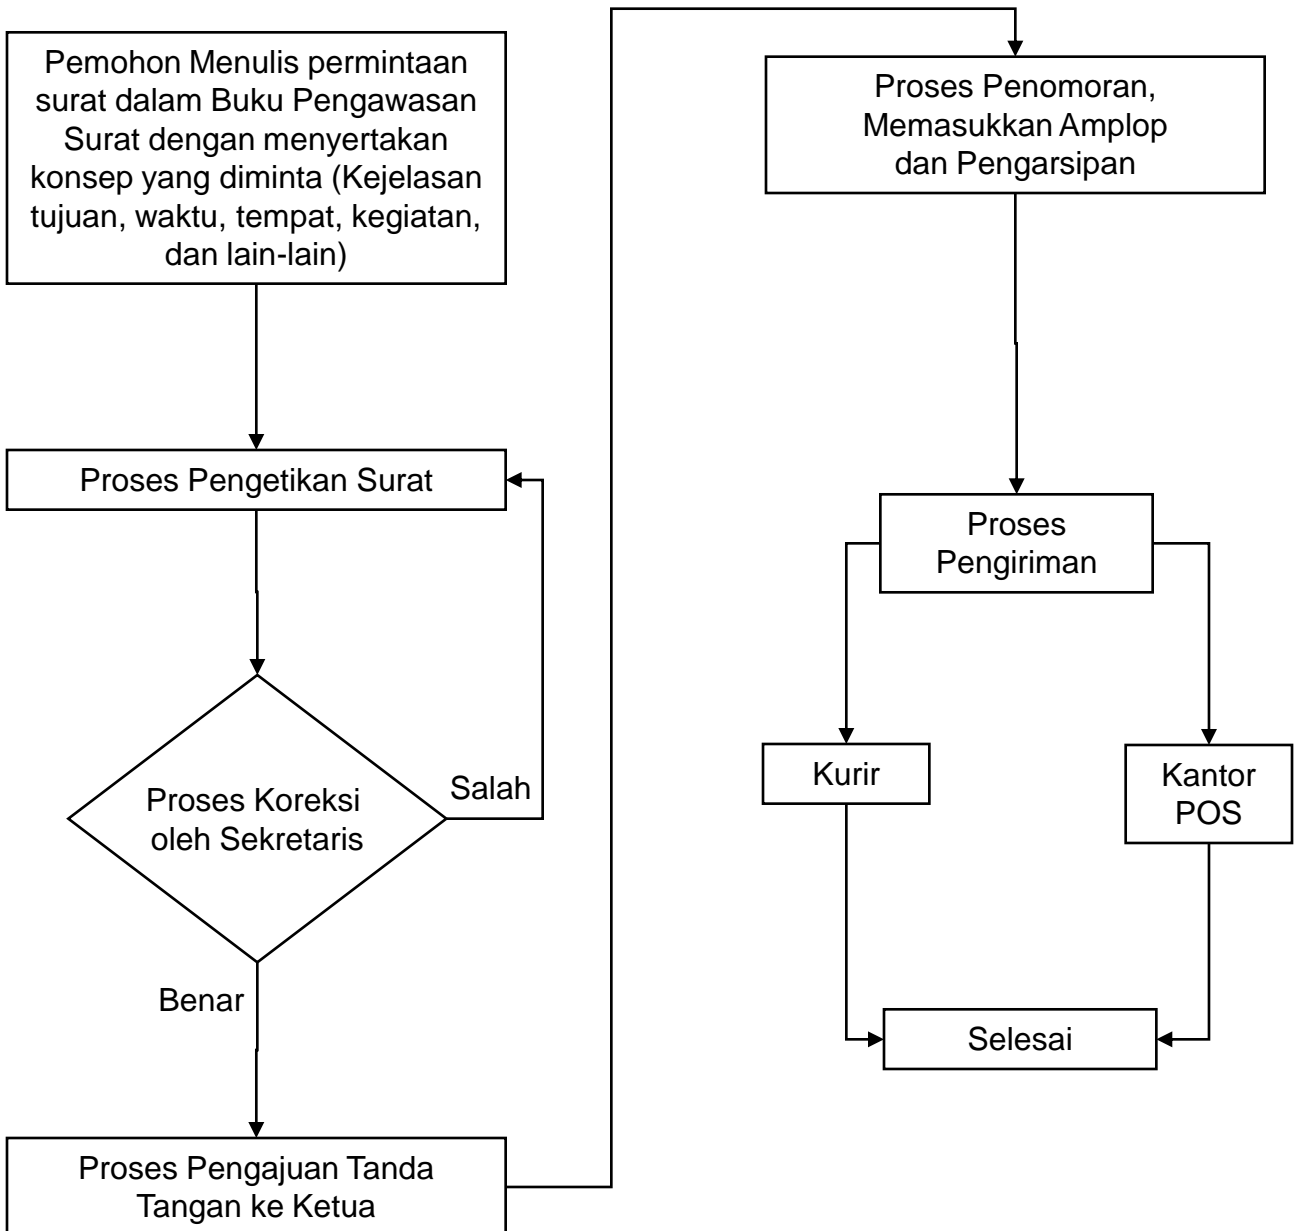 Pemohon Menulis permintaan
surat dalam Buku Pengawasan
Surat dengan menyertakan
konsep yang diminta (Kejelasan
tujuan, waktu, tempat, kegiatan,
dan lain-lain)
Proses Pengetikan Surat
Proses Koreksi
oleh Sekretaris
Salah
Benar
Proses Pengajuan Tanda
Tangan ke Ketua
Proses Penomoran,
Memasukkan Amplop
dan Pengarsipan
Proses
Pengiriman
Kurir
Kantor
POS
Selesai